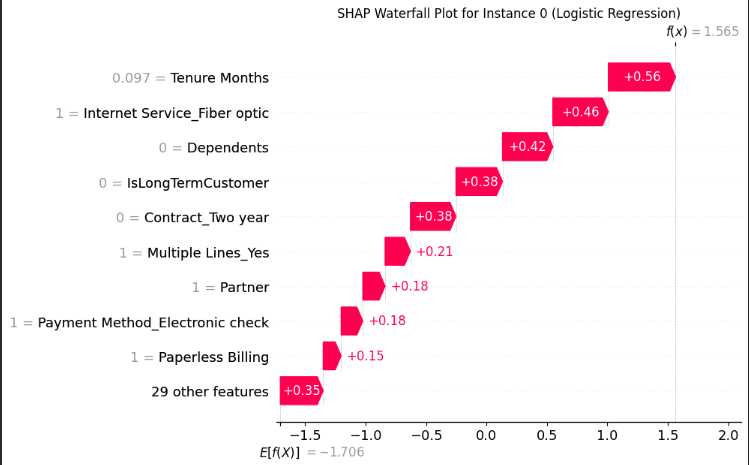 SHAP Waterfall Plot for Instance 0 (Logistic Regression)
f(x) = 1.565
0.097 = Tenure Months +0.56
1 = Internet Service_Fiber optic +0.46
0 = Dependents +0.42
0 = IsLongTermCustomer +0.38
0 = Contract_Two year +0.38
1 = Multiple Lines_Yes +0.21
1 = Partner +0.18
1 = Payment Method_Electronic check +0.18
1 = Paperless Billing +0.15
29 other features +0.35
−1.5 −1.0 −0.5 0.0 0.5 1.0 1.5 2.0
E[f(X)] = −1.706